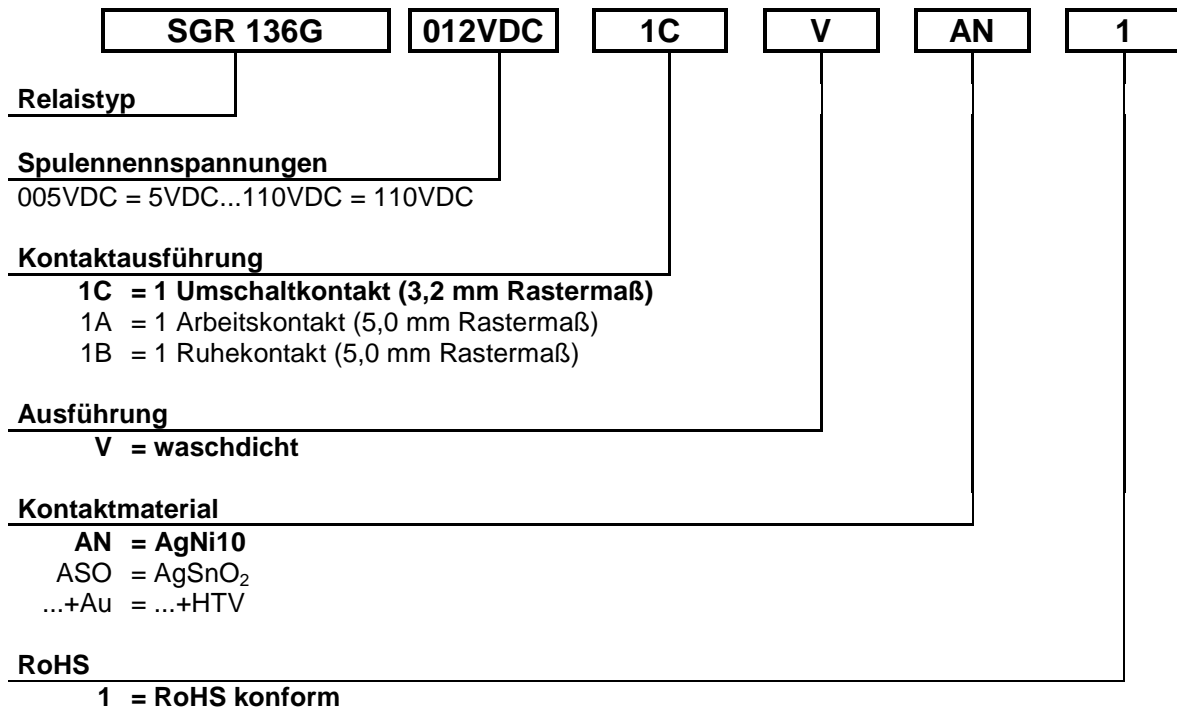 SGR 136G 012VDC 1C V AN 1
Relaistyp
Spulennennspannungen
005VDC = 5VDC...110VDC = 110VDC
Kontaktausführung
1C = 1 Umschaltkontakt (3,2 mm Rastermaß)
1A = 1 Arbeitskontakt (5,0 mm Rastermaß)
1B = 1 Ruhekontakt (5,0 mm Rastermaß)
Ausführung
V = waschdicht
Kontaktmaterial
AN = AgNi10
ASO = AgSnO₂
...+Au = ...+HTV
RoHS
1 = RoHS konform